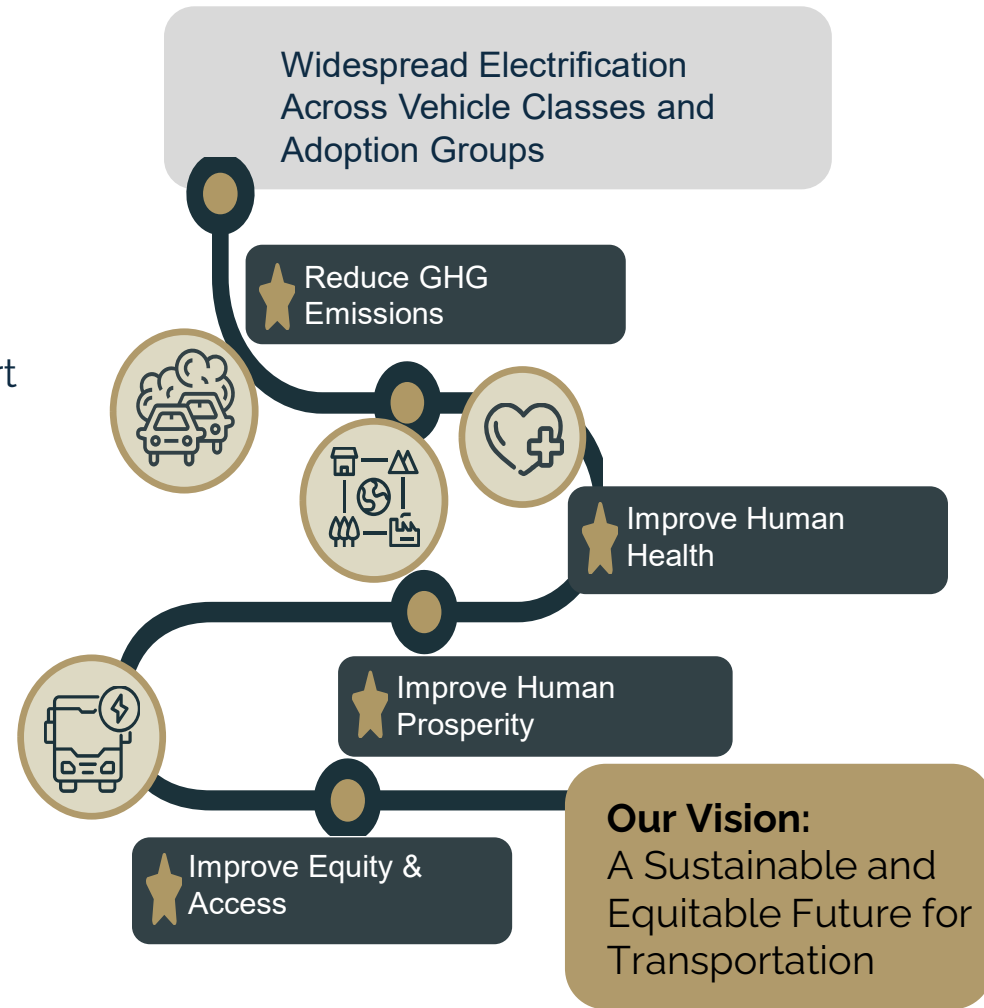 Widespread Electrification
Across Vehicle Classes and
Adoption Groups
Reduce GHG
Emissions
rt
Improve Human
Health
Improve Human
Prosperity
Improve Equity &
Access
Our Vision:
A Sustainable and
Equitable Future for
Transportation